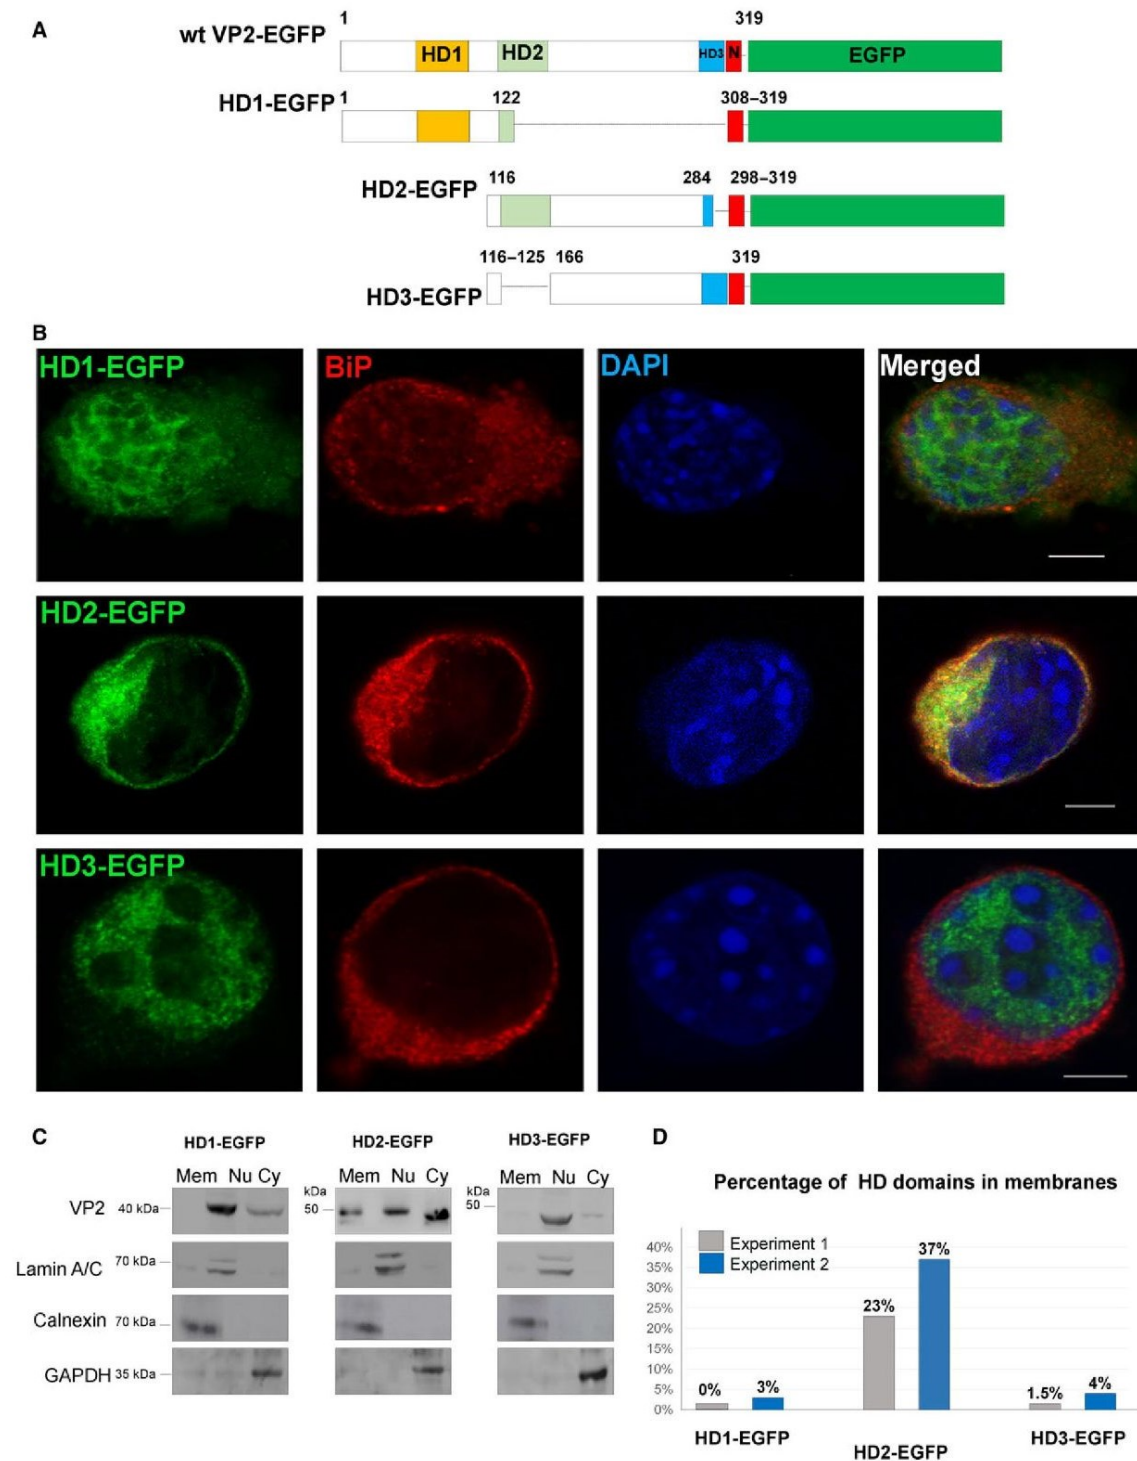 A
1 319
wt VP2-EGFP HD1 HD2 HD3 N EGFP
1 122 308–319
HD1-EGFP
116 284 298–319
HD2-EGFP
116–125 166 319
HD3-EGFP
B
HD1-EGFP BiP DAPI Merged
HD2-EGFP
HD3-EGFP
C
HD1-EGFP HD2-EGFP HD3-EGFP
Mem Nu Cy Mem Nu Cy Mem Nu Cy
kDa kDa
VP2 40 kDa 50 50
Lamin A/C 70 kDa
Calnexin 70 kDa
GAPDH 35 kDa
D
Percentage of HD domains in membranes
Experiment 1
Experiment 2
40%
35%
30%
25%
20%
15%
10%
5%
0%
0% 3% 23% 37% 1.5% 4%
HD1-EGFP HD2-EGFP HD3-EGFP